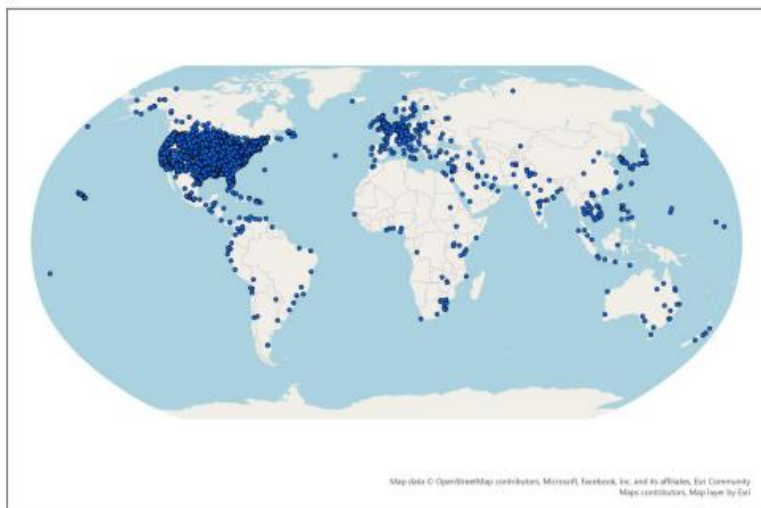 Map data © OpenStreetMap contributors, Microsoft, Facebook, Inc. and its affiliates, Esri Community
Maps contributors, Map layer by Esri